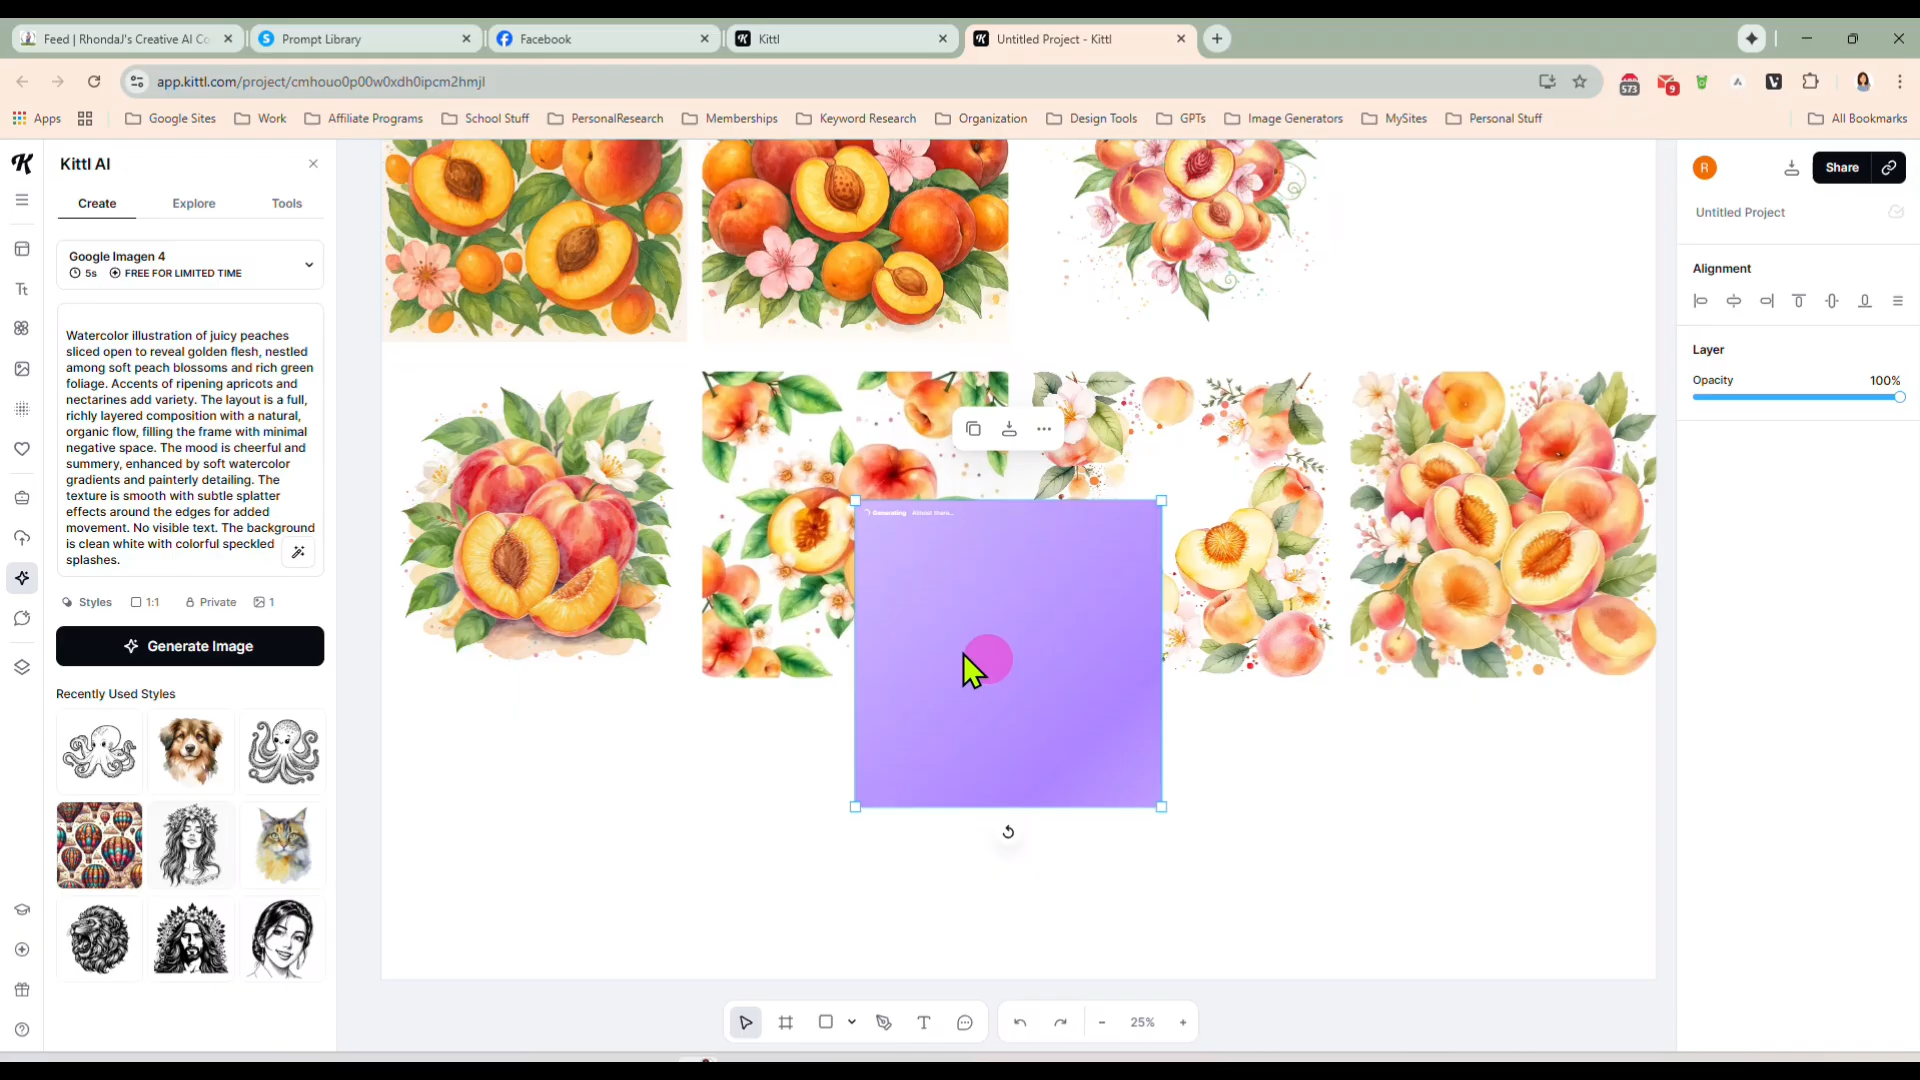 Feed | RhondaJ's Creative AI Co
Prompt Library
Facebook
Kittl
Untitled Project - Kittl
app.kittl.com/project/cmhouo0p00w0xdh0ipcm2hmjl
573
9
Apps
Google Sites
Work
Affiliate Programs
School Stuff
PersonalResearch
Memberships
Keyword Research
Organization
Design Tools
GPTs
Image Generators
MySites
Personal Stuff
All Bookmarks
Kittl AI
Create
Explore
Tools
Google Imagen 4
5s FREE FOR LIMITED TIME
Watercolor illustration of juicy peaches
sliced open to reveal golden flesh, nestled
among soft peach blossoms and rich green
foliage. Accents of ripening apricots and
nectarines add variety. The layout is a full,
richly layered composition with a natural,
organic flow, filling the frame with minimal
negative space. The mood is cheerful and
summery, enhanced by soft watercolor
gradients and painterly detailing. The
texture is smooth with subtle splatter
effects around the edges for added
movement. No visible text. The background
is clean white with colorful speckled
splashes.
Styles
1:1
Private
1
Generate Image
Recently Used Styles
Generating Almost there...
25%
R
Share
Untitled Project
Alignment
Layer
Opacity
100%